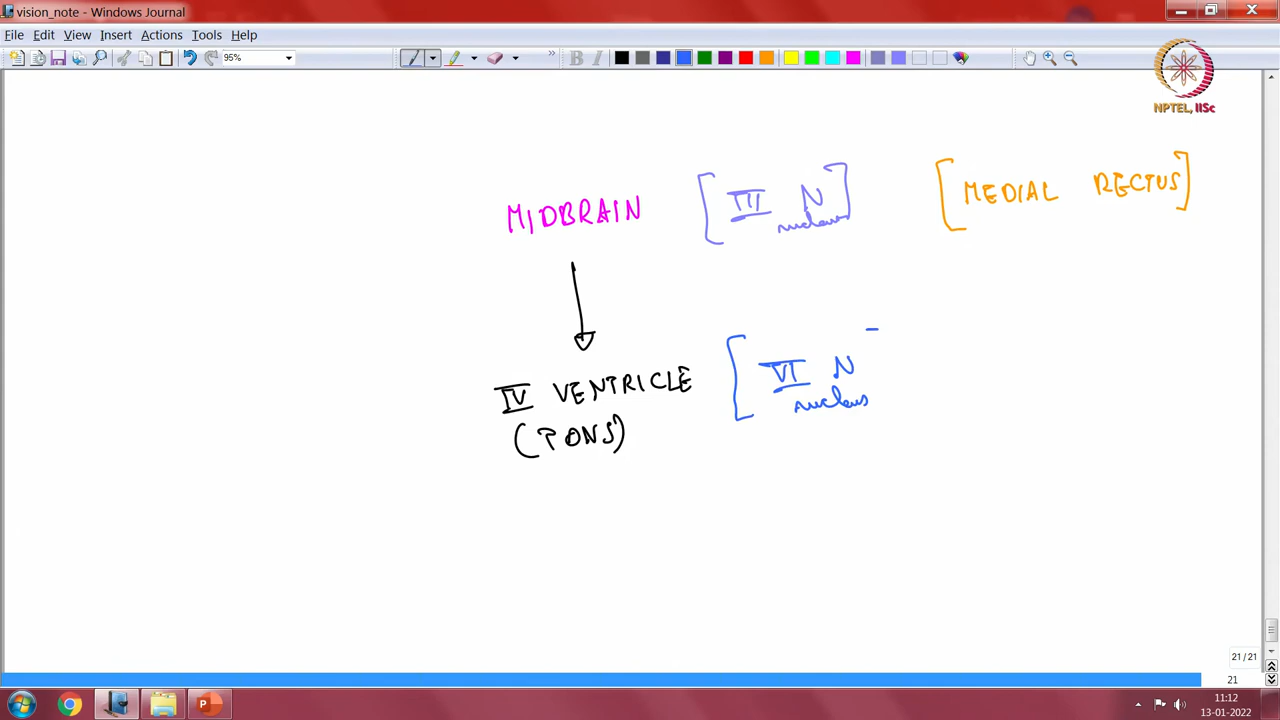 vision_note - Windows Journal
File Edit View Insert Actions Tools Help
95%
NPTEL, IISc
MIDBRAIN [III N nucleus] [MEDIAL RECTUS]
IV VENTRICLE [VI N nucleus
(PONS)
21 / 21
21
11:12
13-01-2022